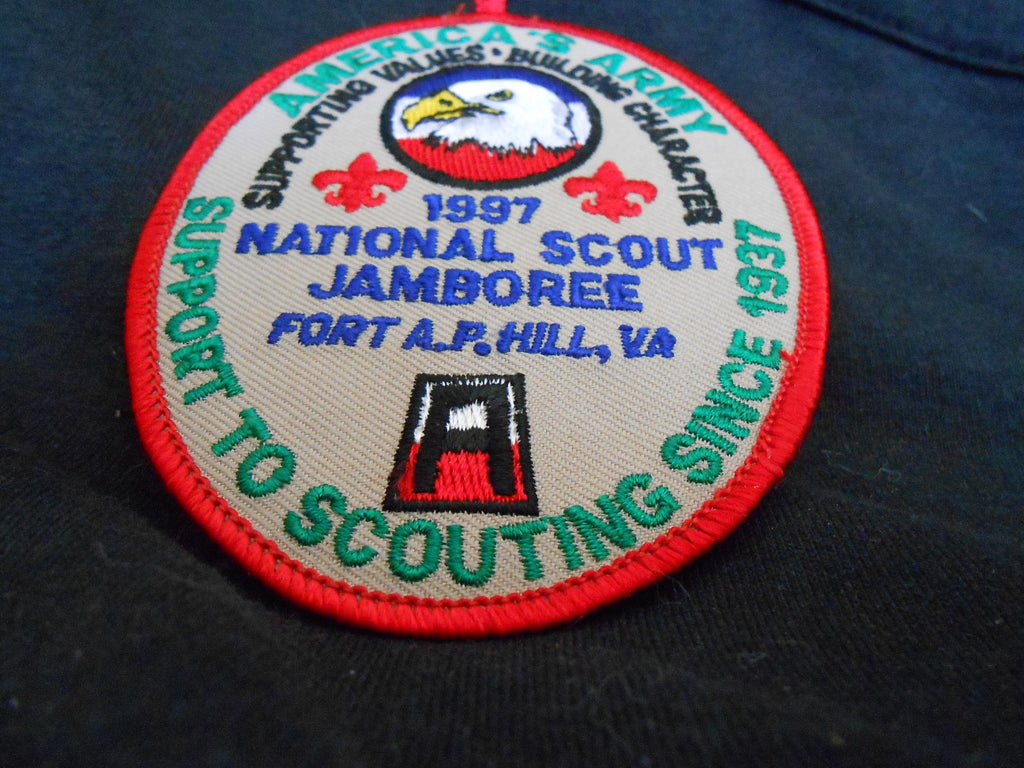 AMERICA'S ARMY
SUPPORTING VALUES • BUILDING CHARACTER
1997
NATIONAL SCOUT
JAMBOREE
FORT A.P. HILL, VA
A
SUPPORT TO SCOUTING SINCE 1937